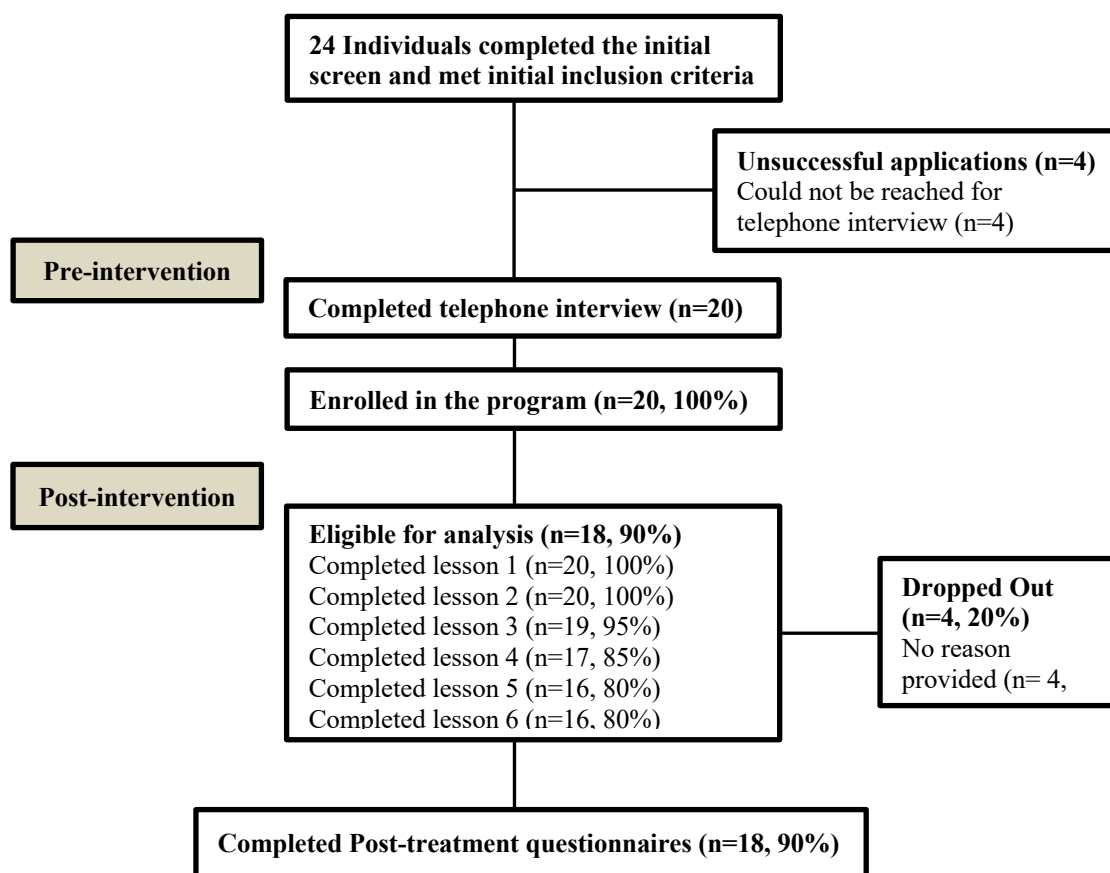 24 Individuals completed the initial
screen and met initial inclusion criteria
Unsuccessful applications (n=4)
Could not be reached for
telephone interview (n=4)
Pre-intervention
Completed telephone interview (n=20)
Enrolled in the program (n=20, 100%)
Post-intervention
Eligible for analysis (n=18, 90%)
Completed lesson 1 (n=20, 100%)
Completed lesson 2 (n=20, 100%)
Completed lesson 3 (n=19, 95%)
Completed lesson 4 (n=17, 85%)
Completed lesson 5 (n=16, 80%)
Completed lesson 6 (n=16, 80%)
Dropped Out
(n=4, 20%)
No reason
provided (n= 4,
Completed Post-treatment questionnaires (n=18, 90%)